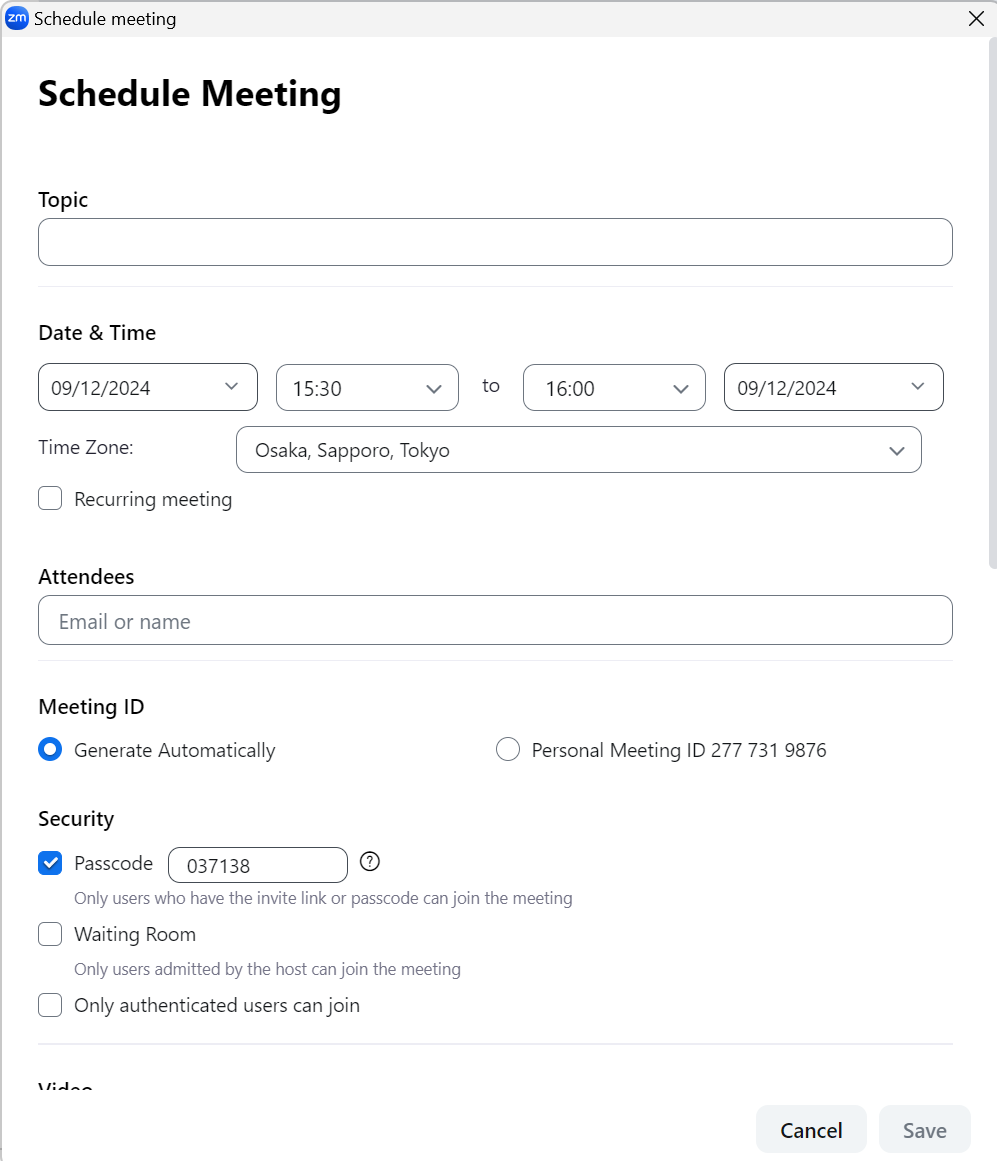 zm Schedule meeting
Schedule Meeting
Topic
Date & Time
09/12/2024 15:30 to 16:00 09/12/2024
Time Zone: Osaka, Sapporo, Tokyo
Recurring meeting
Attendees
Email or name
Meeting ID
Generate Automatically Personal Meeting ID 277 731 9876
Security
Passcode 037138 ?
Only users who have the invite link or passcode can join the meeting
Waiting Room
Only users admitted by the host can join the meeting
Only authenticated users can join
Video
Cancel Save